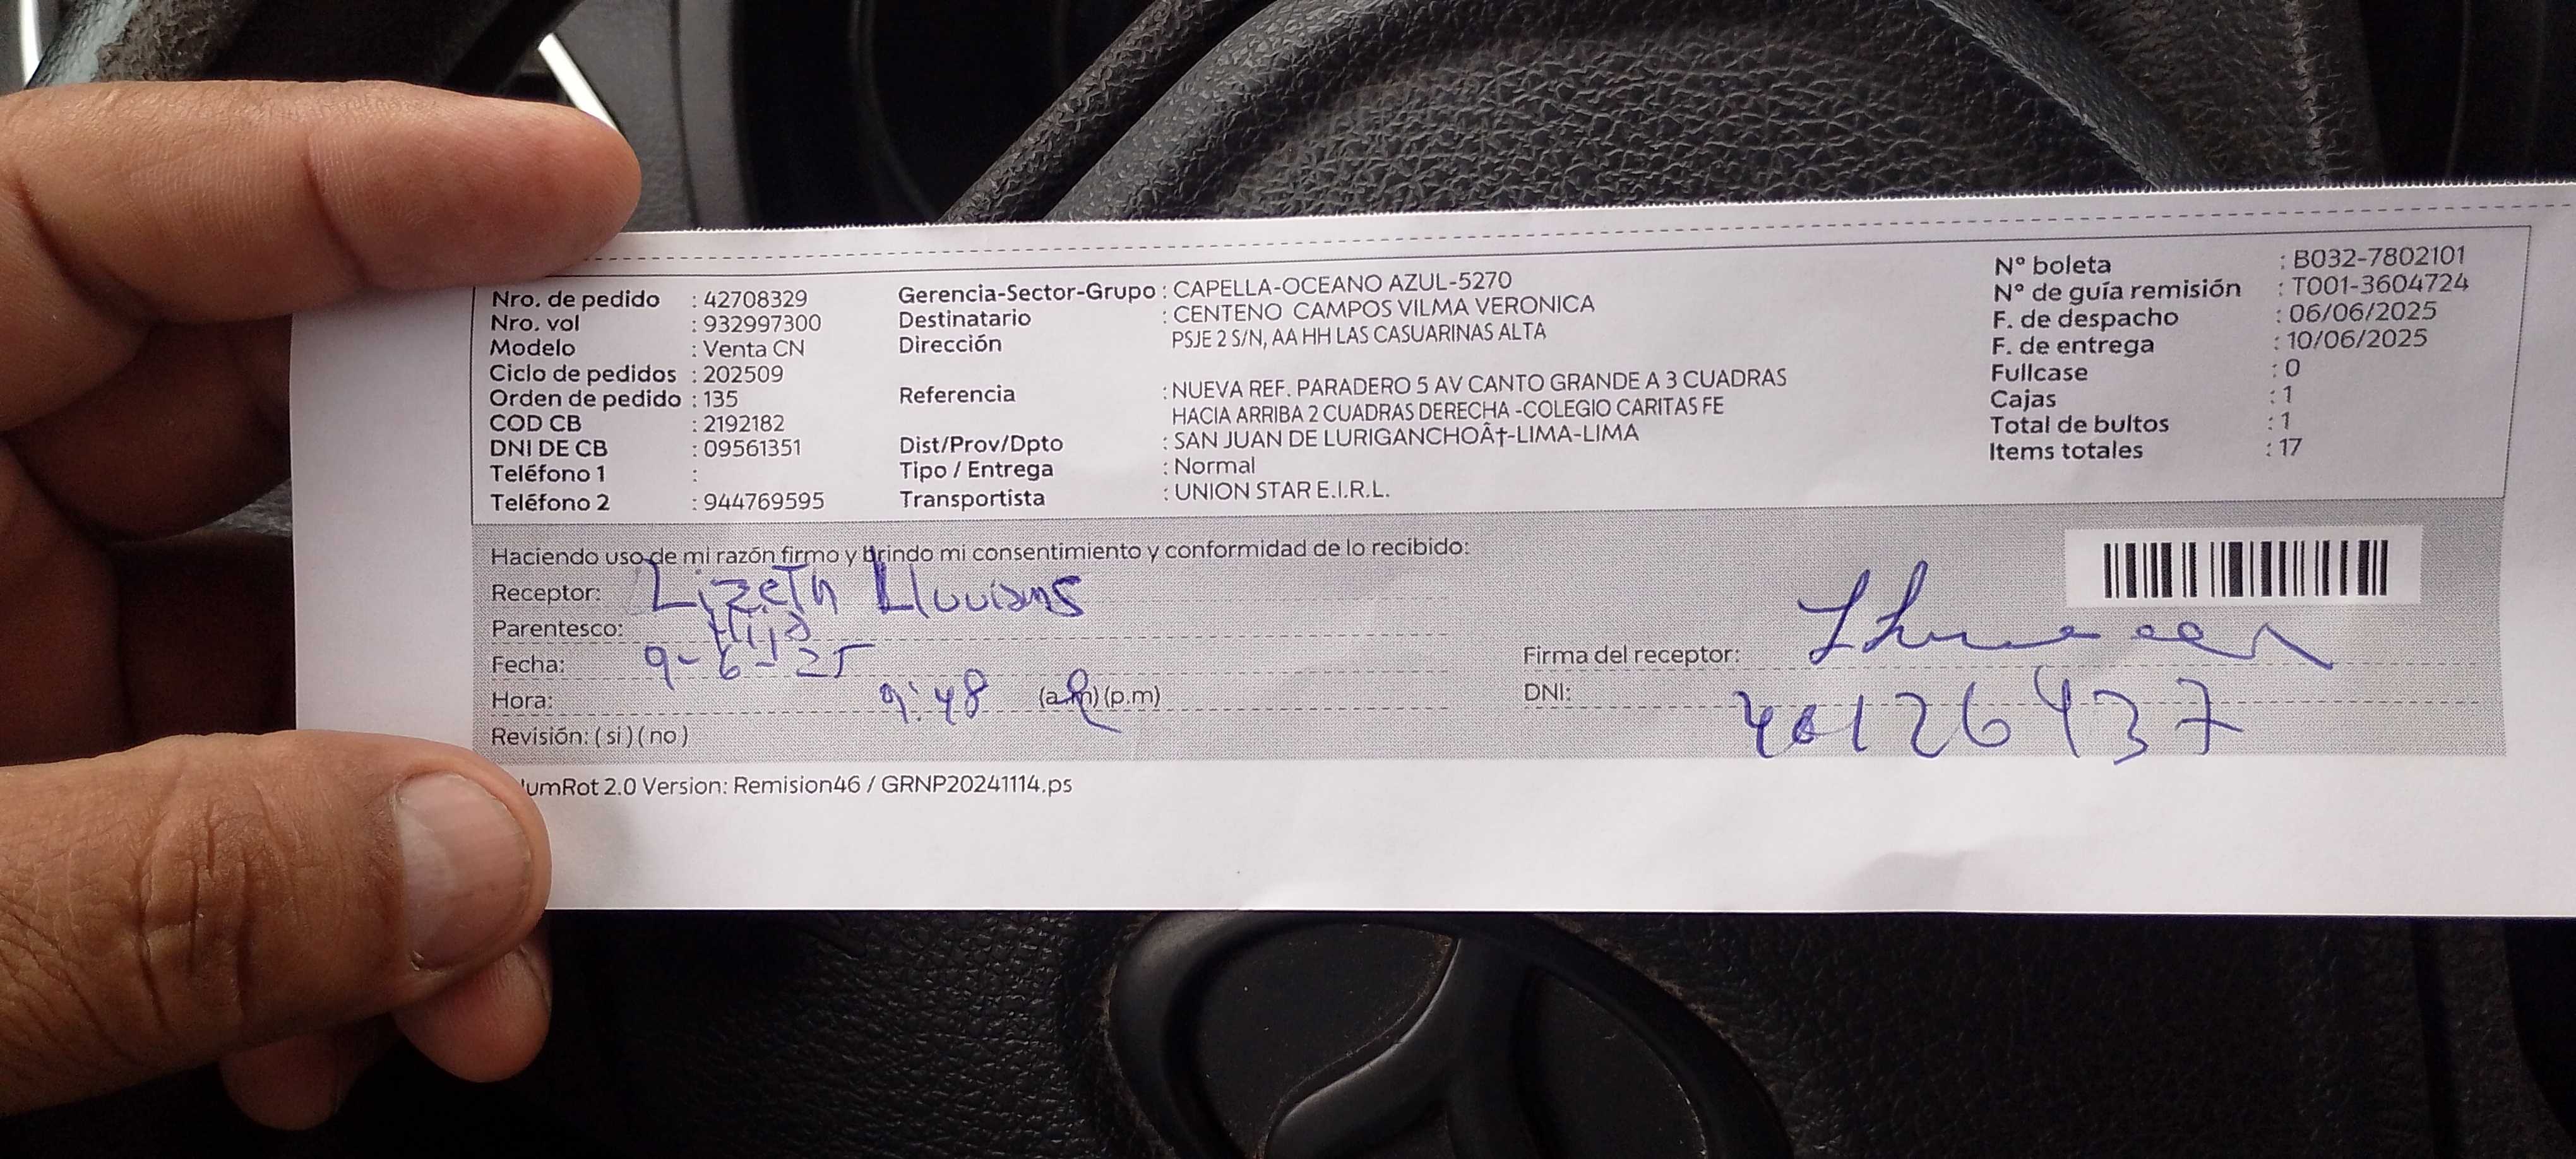 Nro. de pedido : 42708329
Nro. vol : 932997300
Modelo : Venta CN
Ciclo de pedidos : 202509
Orden de pedido : 135
COD CB : 2192182
DNI DE CB : 09561351
Teléfono 1 :
Teléfono 2 : 944769595
Gerencia-Sector-Grupo : CAPELLA-OCEANO AZUL-5270
Destinatario : CENTENO CAMPOS VILMA VERONICA
Dirección PSJE 2 S/N, AA HH LAS CASUARINAS ALTA
Referencia : NUEVA REF. PARADERO 5 AV CANTO GRANDE A 3 CUADRAS
HACIA ARRIBA 2 CUADRAS DERECHA -COLEGIO CARITAS FE
Dist/Prov/Dpto : SAN JUAN DE LURIGANCHOÂ†-LIMA-LIMA
Tipo / Entrega : Normal
Transportista : UNION STAR E.I.R.L.
Nº boleta : B032-7802101
Nº de guía remisión : T001-3604724
F. de despacho : 06/06/2025
F. de entrega : 10/06/2025
Fullcase : 0
Cajas : 1
Total de bultos : 1
Items totales : 17
Haciendo uso de mi razón firmo y brindo mi consentimiento y conformidad de lo recibido:
Receptor: Lizeth
Parentesco: Hija
Fecha: 9-6-25
Hora: 9:48 (a.m) (p.m)
Revisión: ( si ) ( no )
Firma del receptor:
DNI: 40126437
umRot 2.0 Version: Remision46 / GRNP20241114.ps